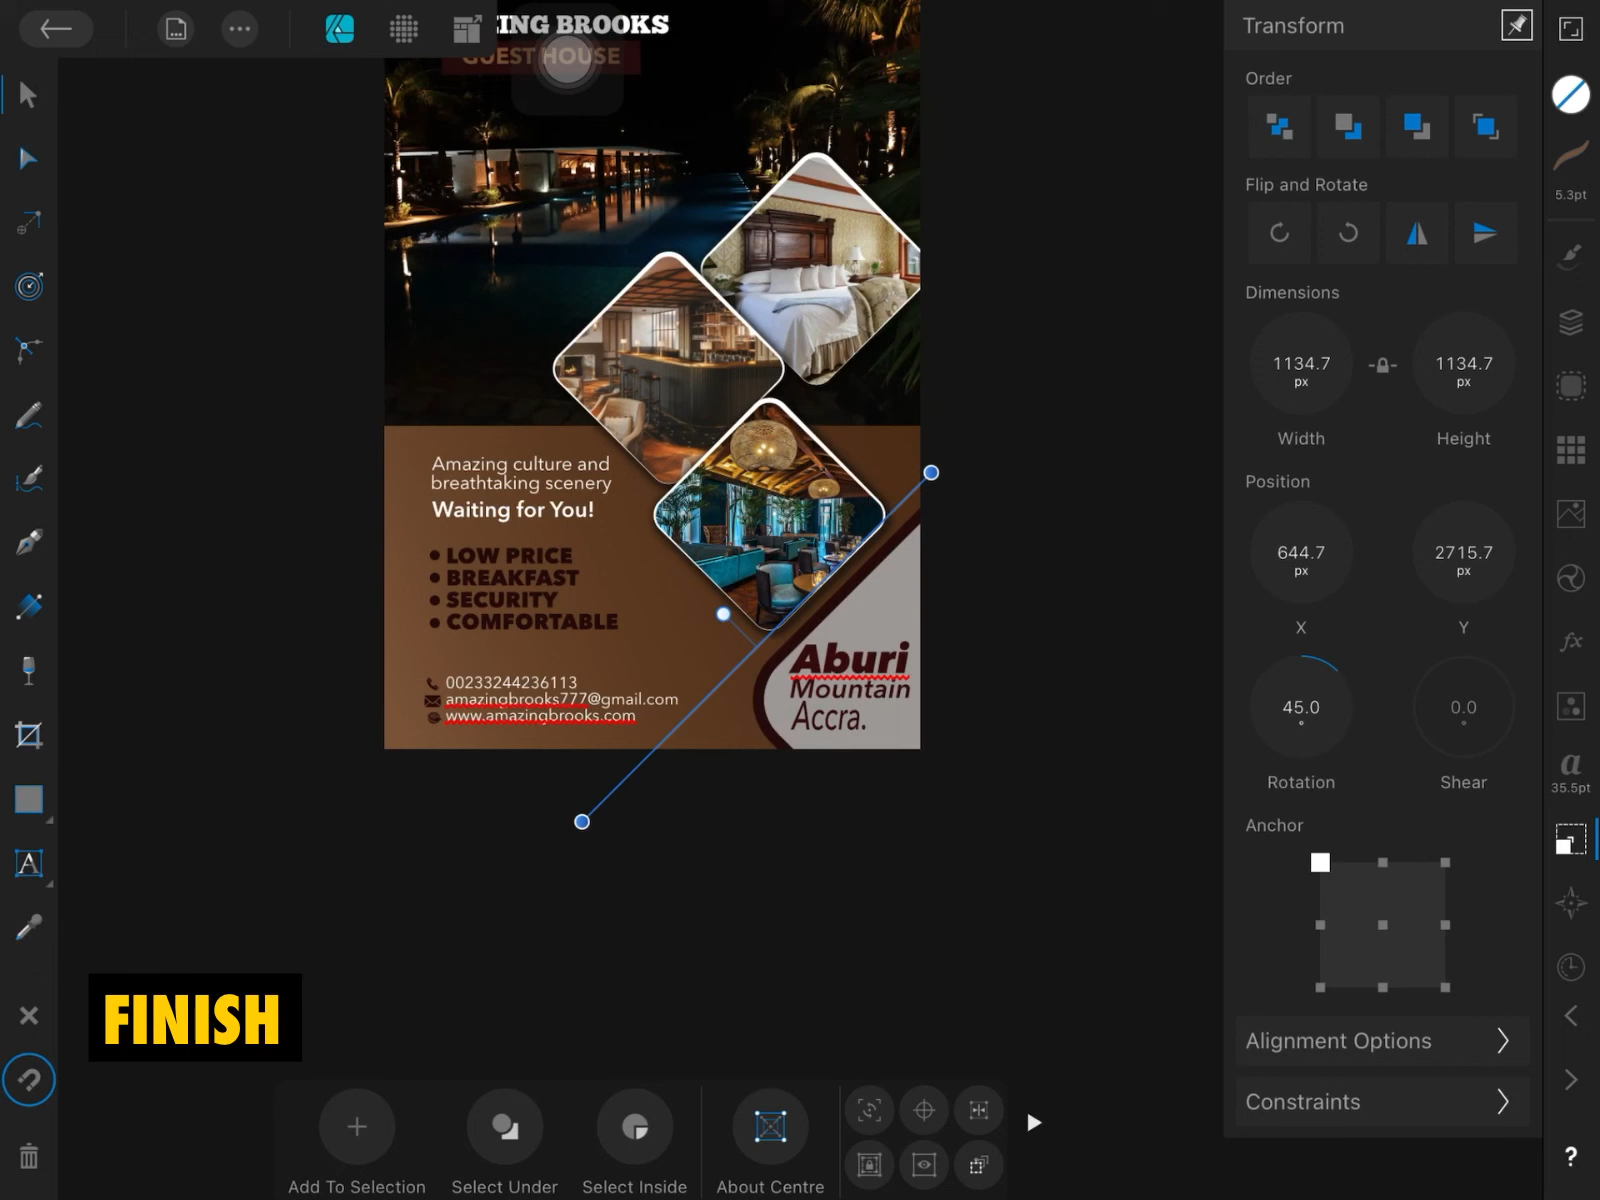 ING BROOKS
GUEST HOUSE
Amazing culture and
breathtaking scenery
Waiting for You!
• LOW PRICE
• BREAKFAST
• SECURITY
• COMFORTABLE
00233244236113
amazingbrooks777@gmail.com
www.amazingbrooks.com
Aburi
Mountain
Accra.
FINISH
Add To Selection
Select Under
Select Inside
About Centre
Transform
Order
Flip and Rotate
Dimensions
1134.7 px
1134.7 px
Width
Height
Position
644.7 px
2715.7 px
X
Y
45.0 °
0.0 °
Rotation
Shear
Anchor
Alignment Options
Constraints
5.3pt
fx
a
35.5pt
?
A